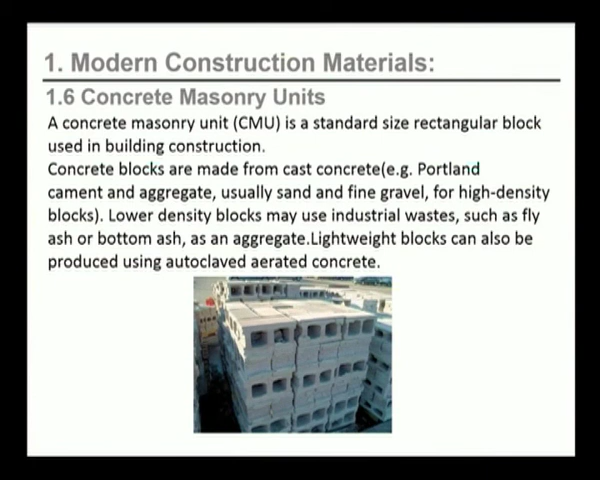 1. Modern Construction Materials:
1.6 Concrete Masonry Units
A concrete masonry unit (CMU) is a standard size rectangular block
used in building construction.
Concrete blocks are made from cast concrete(e.g. Portland
cament and aggregate, usually sand and fine gravel, for high-density
blocks). Lower density blocks may use industrial wastes, such as fly
ash or bottom ash, as an aggregate.Lightweight blocks can also be
produced using autoclaved aerated concrete.